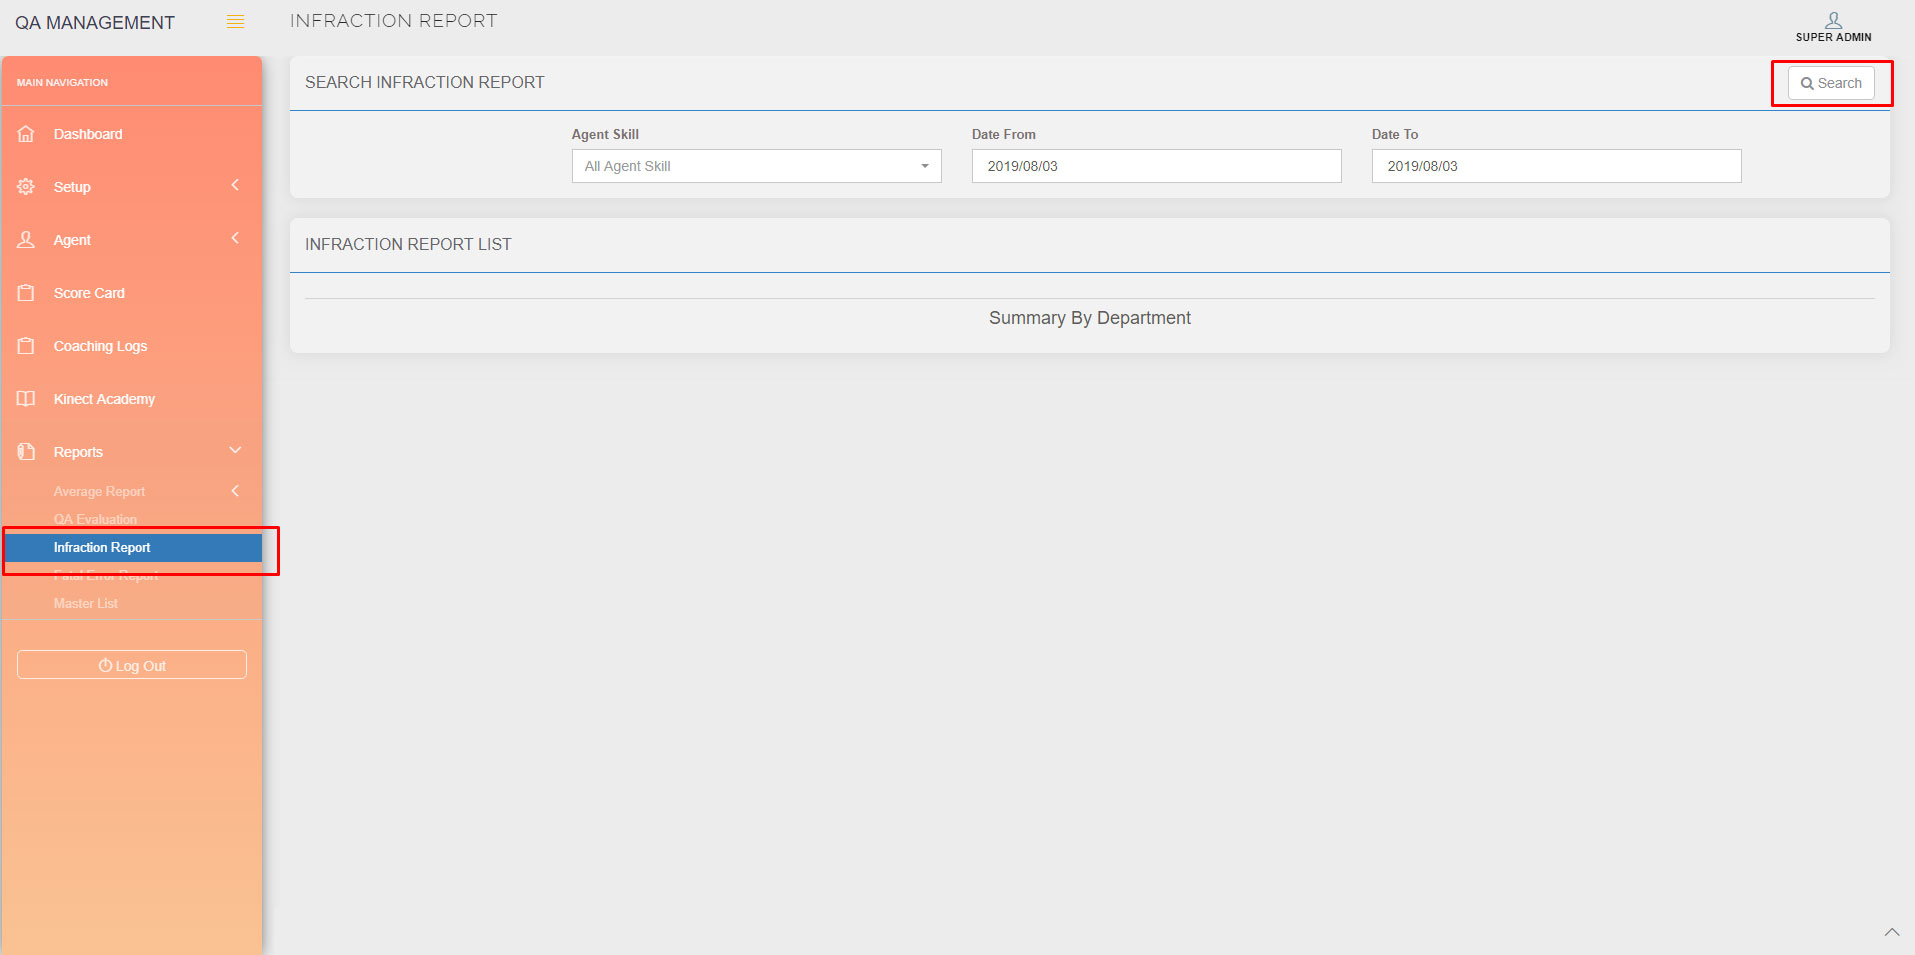 QA MANAGEMENT
INFRACTION REPORT
SUPER ADMIN
MAIN NAVIGATION
Dashboard
Setup
Agent
Score Card
Coaching Logs
Kinect Academy
Reports
Average Report
QA Evaluation
Infraction Report
Fatal Error Report
Master List
Log Out
SEARCH INFRACTION REPORT
Search
Agent Skill
Date From
Date To
All Agent Skill
2019/08/03
2019/08/03
INFRACTION REPORT LIST
Summary By Department